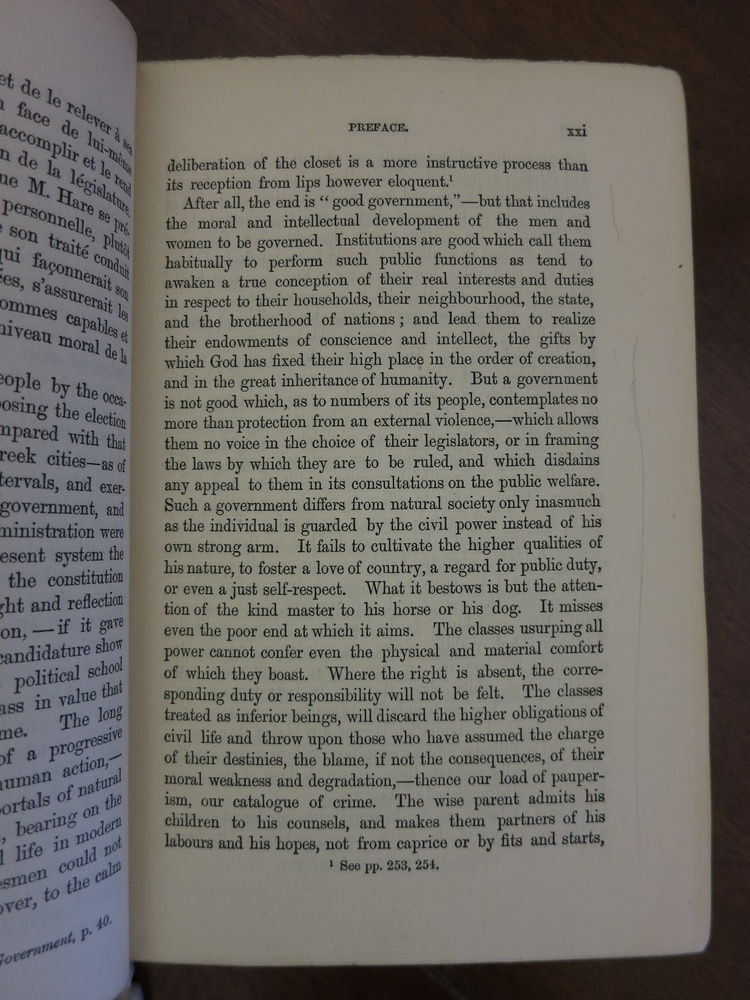 et de le relever à ses
face de lui-même
accomplir et le rend
n de la législature.
ue M. Hare se pré-
personnelle, plutôt
son traité conduit
qui façonnerait son
ées, s'assurerait les
ommes capables et
niveau moral de la
eople by the occa-
osing the election
mpared with that
reek cities—as of
tervals, and exer-
government, and
ministration were
esent system the
the constitution
ght and reflection
on,—if it gave
candidature show
political school
ass in value that
me. The long
of a progressive
human action,—
portals of natural
, bearing on the
l life in modern
esmen could not
over, to the calm
Government, p. 40.
PREFACE. xxi
deliberation of the closet is a more instructive process than
its reception from lips however eloquent.¹
After all, the end is “good government,”—but that includes
the moral and intellectual development of the men and
women to be governed. Institutions are good which call them
habitually to perform such public functions as tend to
awaken a true conception of their real interests and duties
in respect to their households, their neighbourhood, the state,
and the brotherhood of nations; and lead them to realize
their endowments of conscience and intellect, the gifts by
which God has fixed their high place in the order of creation,
and in the great inheritance of humanity. But a government
is not good which, as to numbers of its people, contemplates no
more than protection from an external violence,—which allows
them no voice in the choice of their legislators, or in framing
the laws by which they are to be ruled, and which disdains
any appeal to them in its consultations on the public welfare.
Such a government differs from natural society only inasmuch
as the individual is guarded by the civil power instead of his
own strong arm. It fails to cultivate the higher qualities of
his nature, to foster a love of country, a regard for public duty,
or even a just self-respect. What it bestows is but the atten-
tion of the kind master to his horse or his dog. It misses
even the poor end at which it aims. The classes usurping all
power cannot confer even the physical and material comfort
of which they boast. Where the right is absent, the corre-
sponding duty or responsibility will not be felt. The classes
treated as inferior beings, will discard the higher obligations of
civil life and throw upon those who have assumed the charge
of their destinies, the blame, if not the consequences, of their
moral weakness and degradation,—thence our load of pauper-
ism, our catalogue of crime. The wise parent admits his
children to his counsels, and makes them partners of his
labours and his hopes, not from caprice or by fits and starts,
¹ See pp. 253, 254.